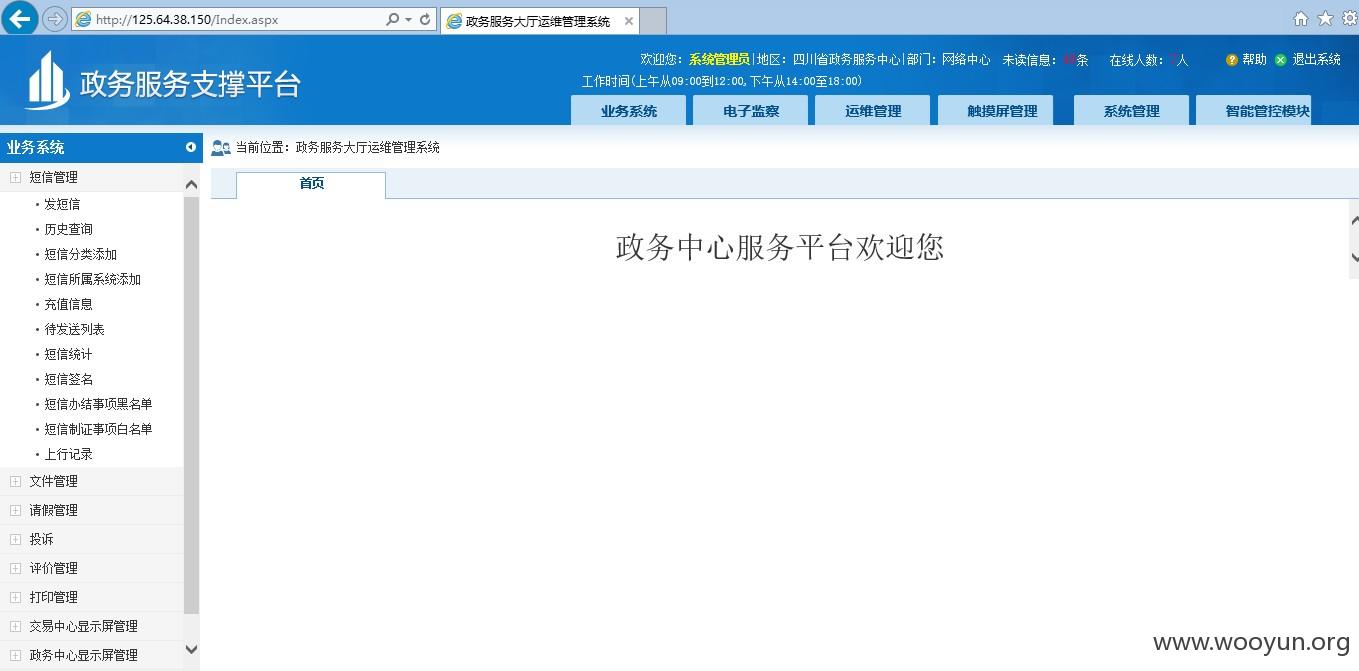 http://125.64.38.150/Index.aspx
政务服务大厅运维管理系统
政务服务支撑平台
欢迎您: 系统管理员|地区: 四川省政务服务中心|部门: 网络中心 未读信息: 条 在线人数: 人 帮助 退出系统
工作时间(上午从09:00到12:00,下午从14:00至18:00)
业务系统 电子监察 运维管理 触摸屏管理 系统管理 智能管控模块
业务系统
当前位置: 政务服务大厅运维管理系统
首页
政务中心服务平台欢迎您
短信管理
发短信
历史查询
短信分类添加
短信所属系统添加
充值信息
待发送列表
短信统计
短信签名
短信办结事项黑名单
短信制证事项白名单
上行记录
文件管理
请假管理
投诉
评价管理
打印管理
交易中心显示屏管理
政务中心显示屏管理
www.wooyun.org